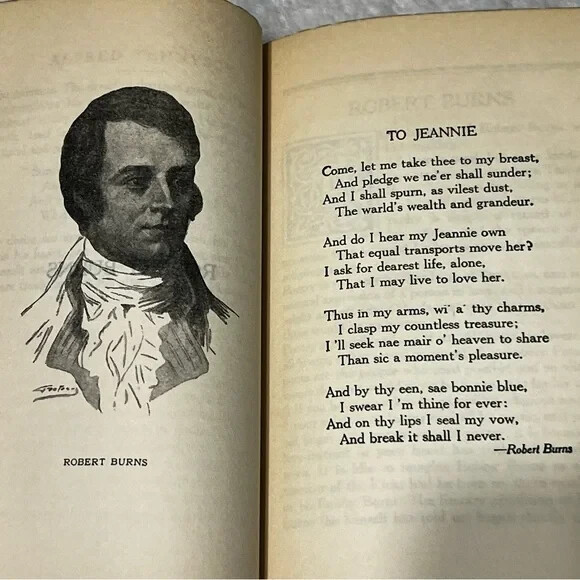 ROBERT BURNS
TO JEANNIE
Come, let me take thee to my breast,
And pledge we ne'er shall sunder;
And I shall spurn, as vilest dust,
The warld's wealth and grandeur.
And do I hear my Jeannie own
That equal transports move her?
I ask for dearest life, alone,
That I may live to love her.
Thus in my arms, wi' a' thy charms,
I clasp my countless treasure;
I 'll seek nae mair o' heaven to share
Than sic a moment's pleasure.
And by thy een, sae bonnie blue,
I swear I 'm thine for ever:
And on thy lips I seal my vow,
And break it shall I never.
—Robert Burns